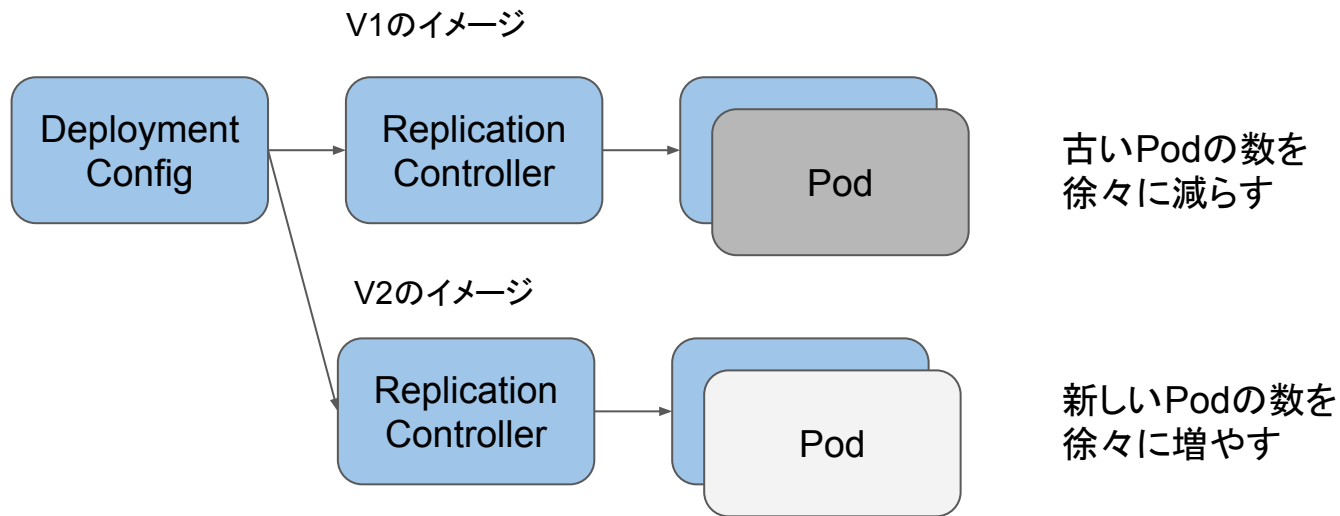 V1のイメージ
Deployment
Config
Replication
Controller
Pod
古いPodの数を
徐々に減らす
V2のイメージ
Replication
Controller
Pod
新しいPodの数を
徐々に増やす